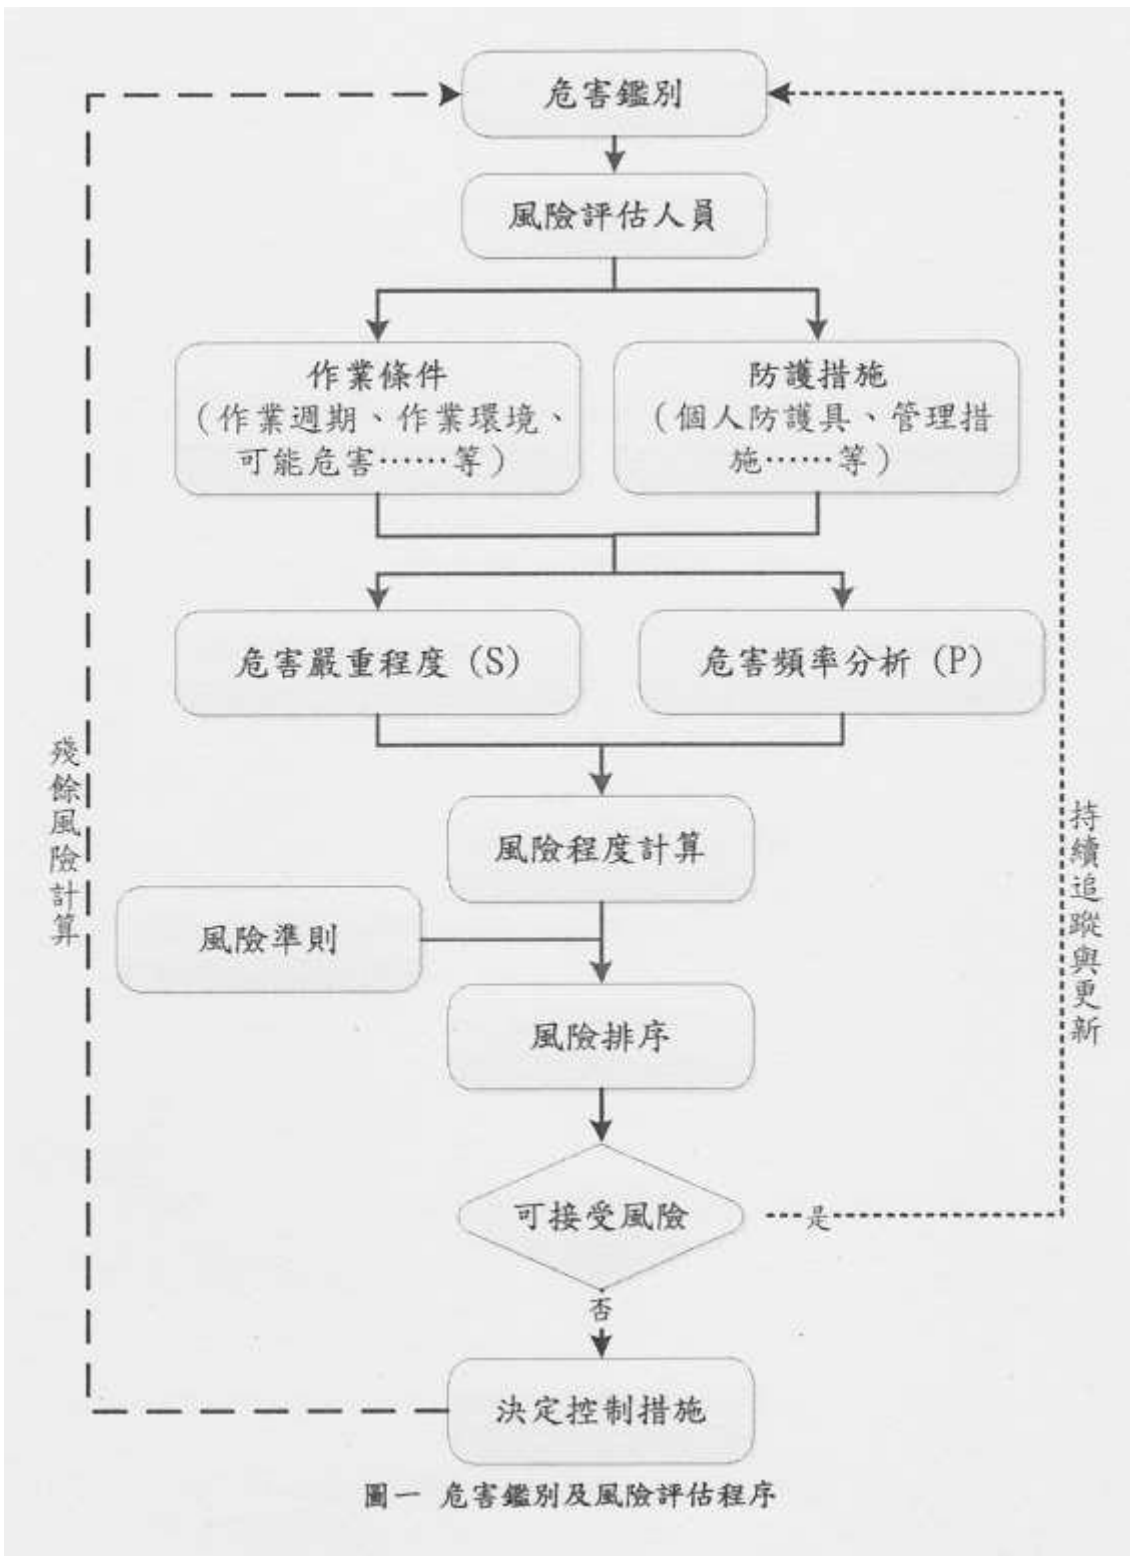 危害鑑別
風險評估人員
作業條件
（作業週期、作業環境、
可能危害……等）
防護措施
（個人防護具、管理措
施……等）
危害嚴重程度 (S)
危害頻率分析 (P)
殘餘風險計算
風險程度計算
持續追蹤與更新
風險準則
風險排序
可接受風險
是
否
決定控制措施
圖一 危害鑑別及風險評估程序